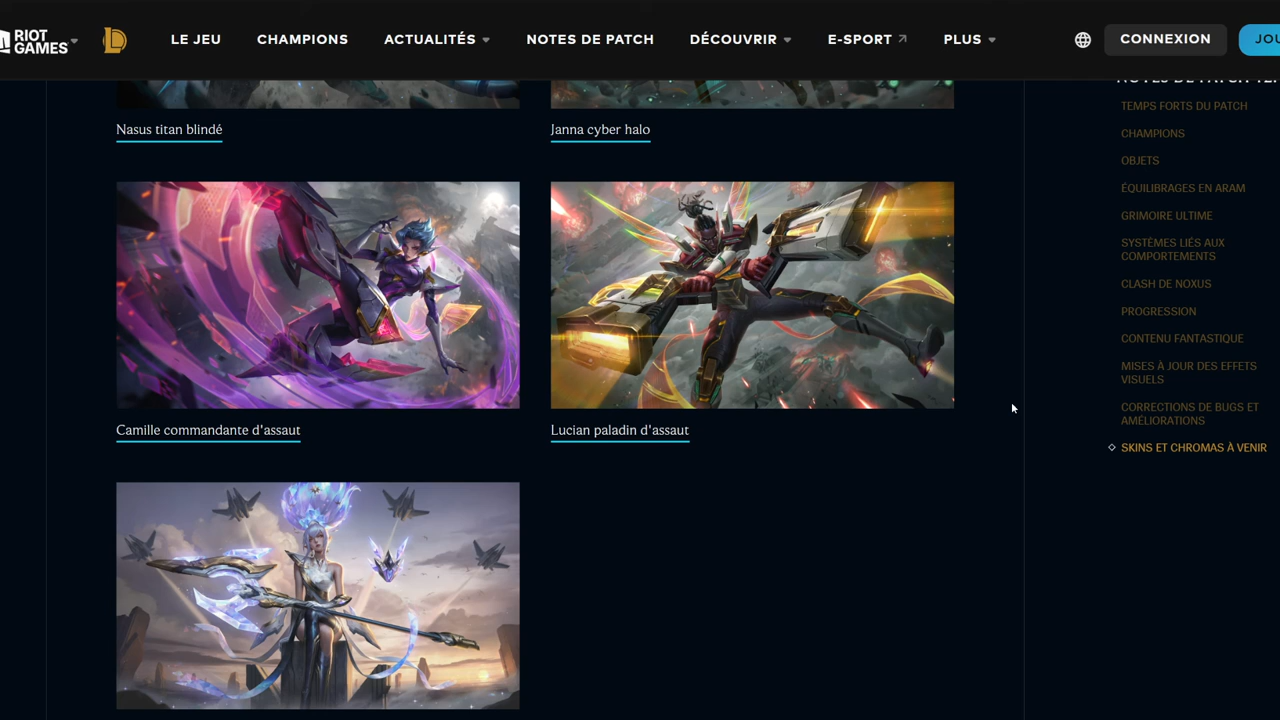 RIOT GAMES
LE JEU
CHAMPIONS
ACTUALITÉS
NOTES DE PATCH
DÉCOUVRIR
E-SPORT
PLUS
CONNEXION
Nasus titan blindé
Janna cyber halo
Camille commandante d'assaut
Lucian paladin d'assaut
TEMPS FORTS DU PATCH
CHAMPIONS
OBJETS
ÉQUILIBRAGES EN ARAM
GRIMOIRE ULTIME
SYSTÈMES LIÉS AUX
COMPORTEMENTS
CLASH DE NOXUS
PROGRESSION
CONTENU FANTASTIQUE
MISES À JOUR DES EFFETS
VISUELS
CORRECTIONS DE BUGS ET
AMÉLIORATIONS
SKINS ET CHROMAS À VENIR